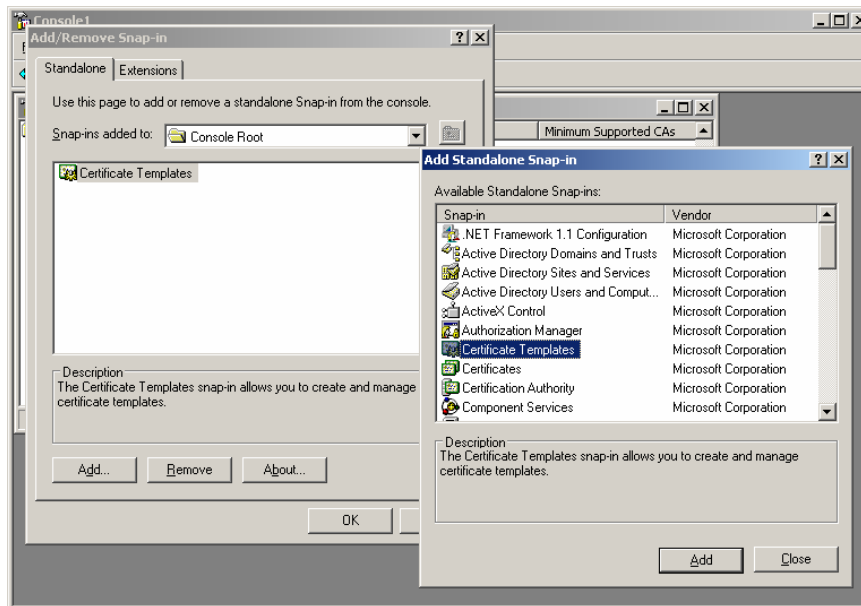 Console1
Add/Remove Snap-in
Standalone
Extensions
Use this page to add or remove a standalone Snap-in from the console.
Snap-ins added to:
Console Root
Minimum Supported CAs
Certificate Templates
Description
The Certificate Templates snap-in allows you to create and manage
certificate templates.
Add...
Remove
About...
OK
Add Standalone Snap-in
Available Standalone Snap-ins:
Snap-in Vendor
.NET Framework 1.1 Configuration Microsoft Corporation
Active Directory Domains and Trusts Microsoft Corporation
Active Directory Sites and Services Microsoft Corporation
Active Directory Users and Comput... Microsoft Corporation
ActiveX Control Microsoft Corporation
Authorization Manager Microsoft Corporation
Certificate Templates Microsoft Corporation
Certificates Microsoft Corporation
Certification Authority Microsoft Corporation
Component Services Microsoft Corporation
Description
The Certificate Templates snap-in allows you to create and manage
certificate templates.
Add
Close